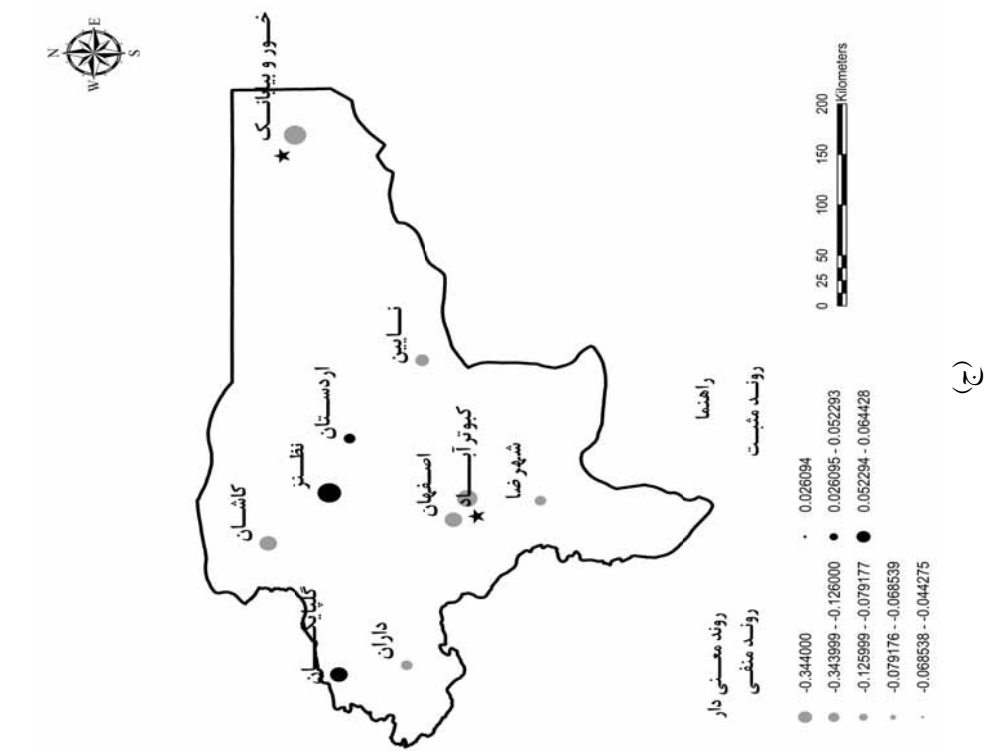 N
E
S
W
خور و بیابانک
نایین
اردستان
نطنز
کاشان
کبوترآباد
اصفهان
شهرضا
گلپایگان
داران
0 25 50 100 150 200
Kilometers
راهنما
روند معنی دار
روند منفی
روند مثبت
-0.344000
-0.343999 - -0.126000
-0.125999 - -0.079177
-0.079176 - -0.068539
-0.068538 - -0.044275
0.026094
0.026095 - 0.052293
0.052294 - 0.064428